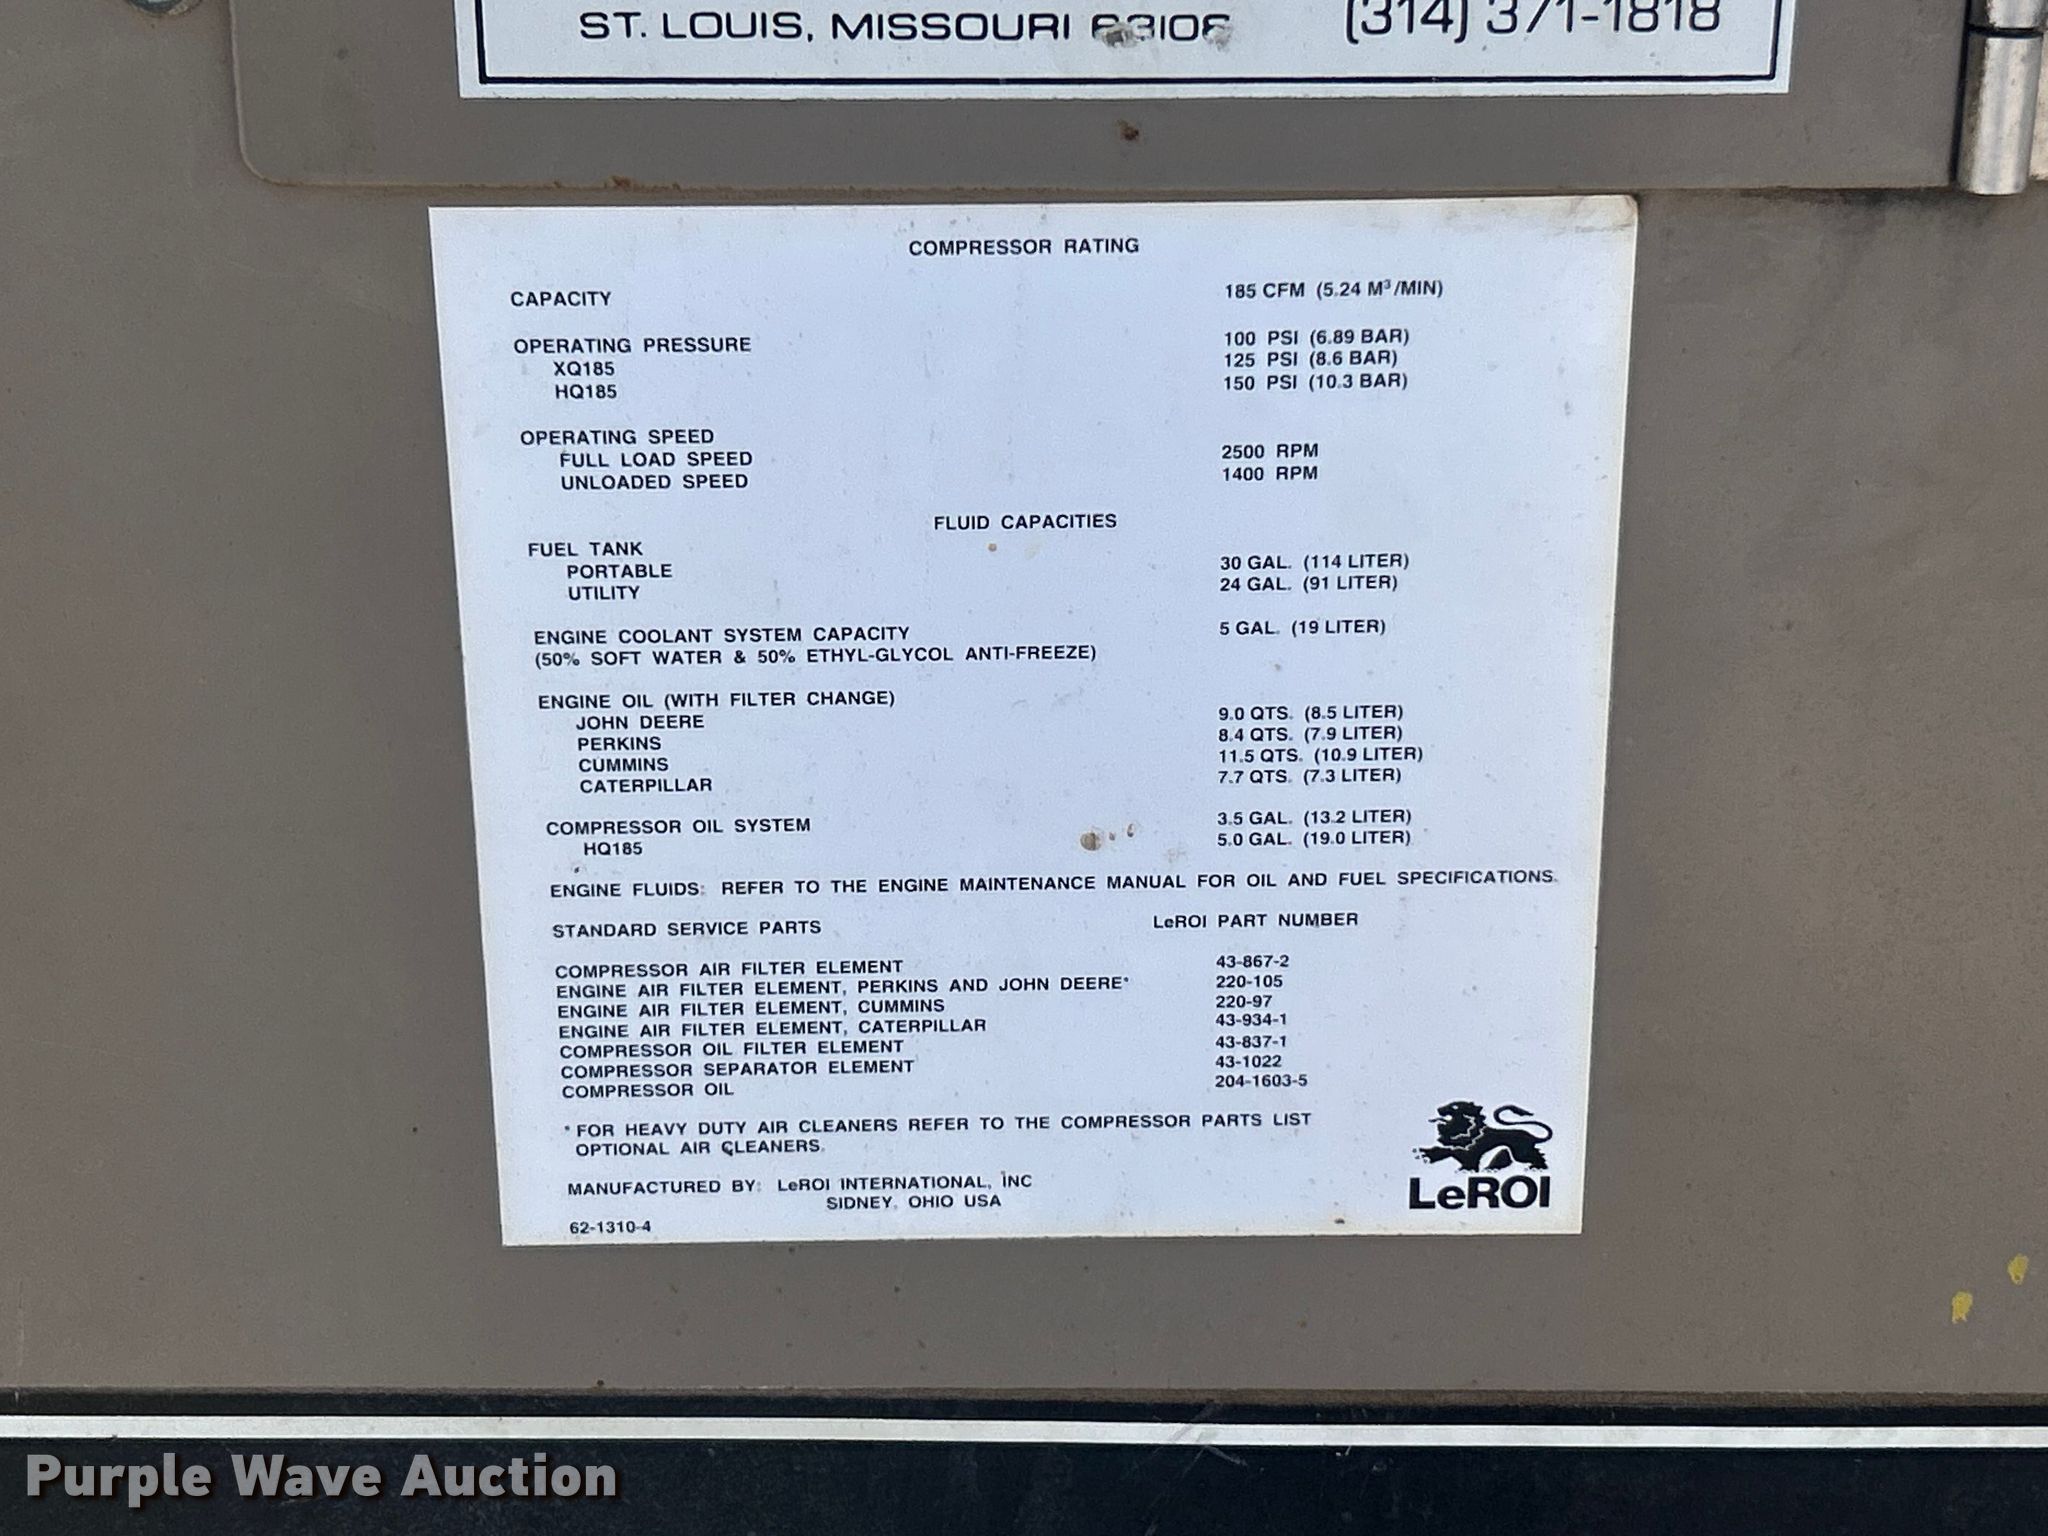 ST. LOUIS, MISSOURI 63108 (314) 371-1818
COMPRESSOR RATING
CAPACITY 185 CFM (5.24 M³/MIN)
OPERATING PRESSURE 100 PSI (6.89 BAR)
XQ185 125 PSI (8.6 BAR)
HQ185 150 PSI (10.3 BAR)
OPERATING SPEED
FULL LOAD SPEED 2500 RPM
UNLOADED SPEED 1400 RPM
FLUID CAPACITIES
FUEL TANK
PORTABLE 30 GAL. (114 LITER)
UTILITY 24 GAL. (91 LITER)
ENGINE COOLANT SYSTEM CAPACITY 5 GAL. (19 LITER)
(50% SOFT WATER & 50% ETHYL-GLYCOL ANTI-FREEZE)
ENGINE OIL (WITH FILTER CHANGE)
JOHN DEERE 9.0 QTS. (8.5 LITER)
PERKINS 8.4 QTS. (7.9 LITER)
CUMMINS 11.5 QTS. (10.9 LITER)
CATERPILLAR 7.7 QTS. (7.3 LITER)
COMPRESSOR OIL SYSTEM 3.5 GAL. (13.2 LITER)
HQ185 5.0 GAL. (19.0 LITER)
ENGINE FLUIDS: REFER TO THE ENGINE MAINTENANCE MANUAL FOR OIL AND FUEL SPECIFICATIONS.
STANDARD SERVICE PARTS LeROI PART NUMBER
COMPRESSOR AIR FILTER ELEMENT 43-867-2
ENGINE AIR FILTER ELEMENT, PERKINS AND JOHN DEERE* 220-105
ENGINE AIR FILTER ELEMENT, CUMMINS 220-97
ENGINE AIR FILTER ELEMENT, CATERPILLAR 43-934-1
COMPRESSOR OIL FILTER ELEMENT 43-837-1
COMPRESSOR SEPARATOR ELEMENT 43-1022
COMPRESSOR OIL 204-1603-5
* FOR HEAVY DUTY AIR CLEANERS REFER TO THE COMPRESSOR PARTS LIST
OPTIONAL AIR CLEANERS.
MANUFACTURED BY: LeROI INTERNATIONAL, INC
SIDNEY, OHIO USA
62-1310-4
LeROI
Purple Wave Auction